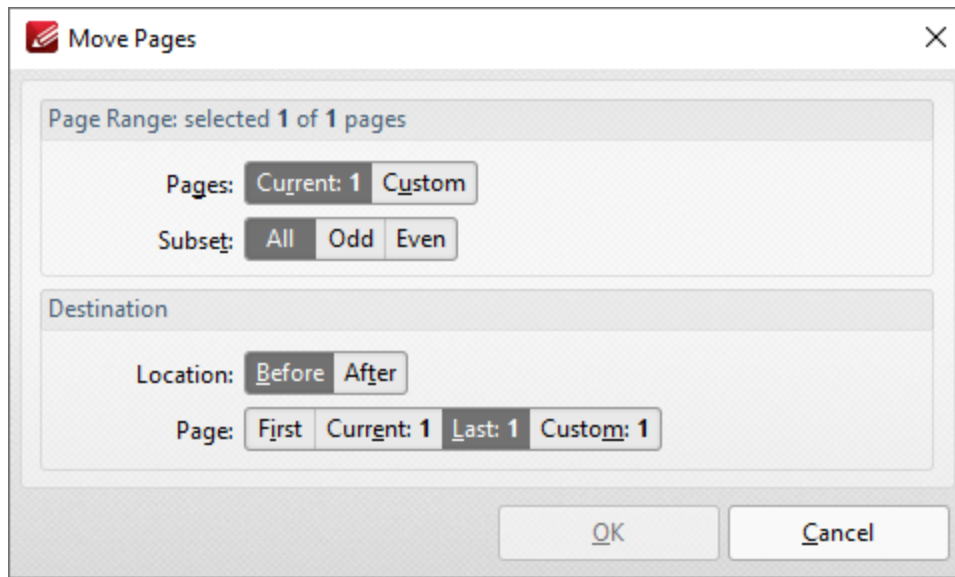 Move Pages
Page Range: selected 1 of 1 pages
Pages: Current: 1 Custom
Subset: All Odd Even
Destination
Location: Before After
Page: First Current: 1 Last: 1 Custom: 1
OK Cancel